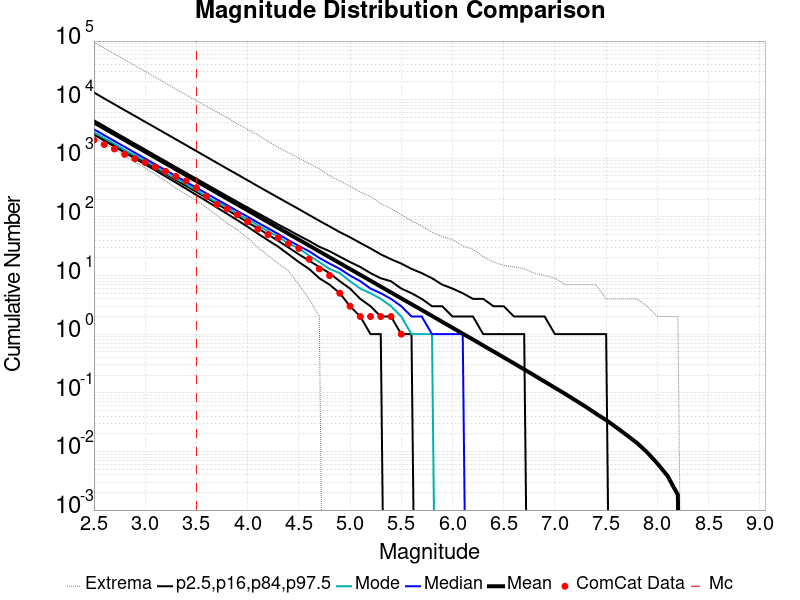 Magnitude Distribution Comparison
10^5
10^4
10^3
10^2
10^1
10^0
10^-1
10^-2
10^-3
Cumulative Number
2.5 3.0 3.5 4.0 4.5 5.0 5.5 6.0 6.5 7.0 7.5 8.0 8.5 9.0
Magnitude
Extrema p2.5,p16,p84,p97.5 Mode Median Mean ComCat Data Mc